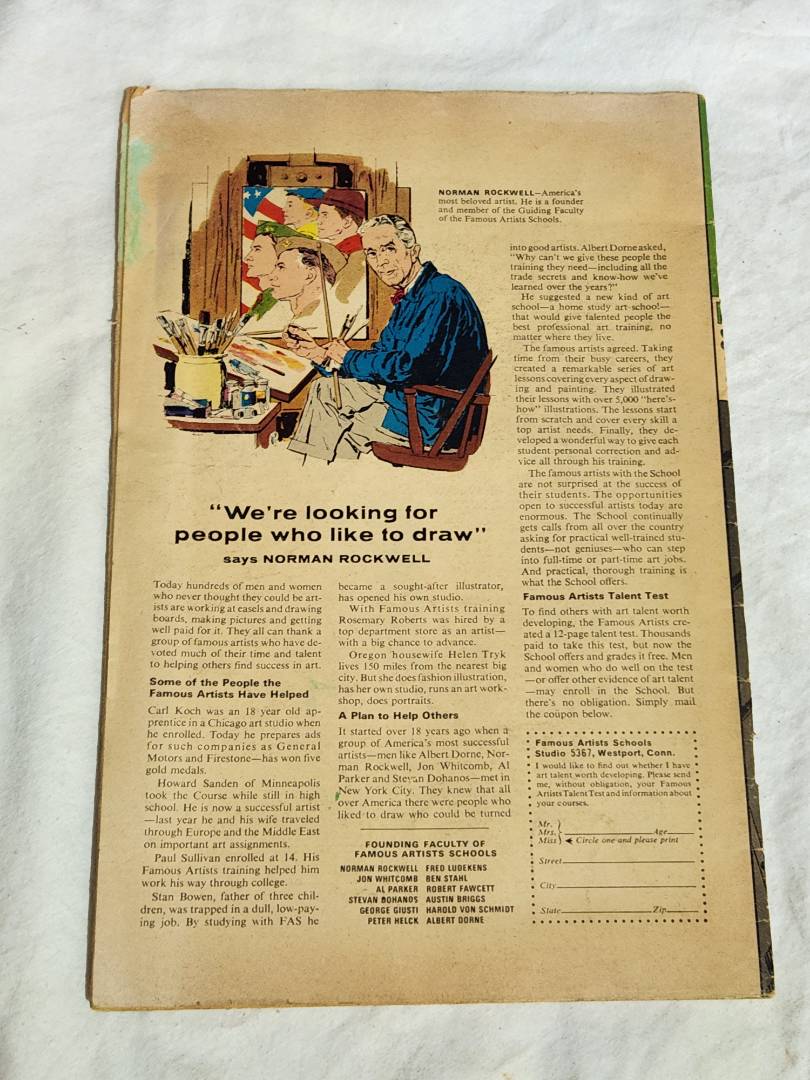 NORMAN ROCKWELL—America's
most beloved artist. He is a founder
and member of the Guiding Faculty
of the Famous Artists Schools.
"We're looking for
people who like to draw"
says NORMAN ROCKWELL
Today hundreds of men and women
who never thought they could be art-
ists are working at easels and drawing
boards, making pictures and getting
well paid for it. They all can thank a
group of famous artists who have de-
voted much of their time and talent
to helping others find success in art.
Some of the People the
Famous Artists Have Helped
Carl Koch was an 18 year old ap-
prentice in a Chicago art studio when
he enrolled. Today he prepares ads
for such companies as General
Motors and Firestone—has won five
gold medals.
Howard Sanden of Minneapolis
took the Course while still in high
school. He is now a successful artist
—last year he and his wife traveled
through Europe and the Middle East
on important art assignments.
Paul Sullivan enrolled at 14. His
Famous Artists training helped him
work his way through college.
Stan Bowen, father of three chil-
dren, was trapped in a dull, low-pay-
ing job. By studying with FAS he
became a sought-after illustrator,
has opened his own studio.
With Famous Artists training
Rosemary Roberts was hired by a
top department store as an artist—
with a big chance to advance.
Oregon housewife Helen Tryk
lives 150 miles from the nearest big
city. But she does fashion illustration,
has her own studio, runs an art work-
shop, does portraits.
A Plan to Help Others
It started over 18 years ago when a
group of America's most successful
artists—men like Albert Dorne, Nor-
man Rockwell, Jon Whitcomb, Al
Parker and Stevan Dohanos—met in
New York City. They knew that all
over America there were people who
liked to draw who could be turned
FOUNDING FACULTY OF
FAMOUS ARTISTS SCHOOLS
NORMAN ROCKWELL FRED LUDEKENS
JON WHITCOMB BEN STAHL
AL PARKER ROBERT FAWCETT
STEVAN DOHANOS AUSTIN BRIGGS
GEORGE GIUSTI HAROLD VON SCHMIDT
PETER HELCK ALBERT DORNE
into good artists. Albert Dorne asked,
"Why can't we give these people the
training they need—including all the
trade secrets and know-how we've
learned over the years?"
He suggested a new kind of art
school—a home study art school—
that would give talented people the
best professional art training, no
matter where they live.
The famous artists agreed. Taking
time from their busy careers, they
created a remarkable series of art
lessons covering every aspect of draw-
ing and painting. They illustrated
their lessons with over 5,000 "here's-
how" illustrations. The lessons start
from scratch and cover every skill a
top artist needs. Finally, they de-
veloped a wonderful way to give each
student personal correction and ad-
vice all through his training.
The famous artists with the School
are not surprised at the success of
their students. The opportunities
open to successful artists today are
enormous. The School continually
gets calls from all over the country
asking for practical well-trained stu-
dents—not geniuses—who can step
into full-time or part-time art jobs.
And practical, thorough training is
what the School offers.
Famous Artists Talent Test
To find others with art talent worth
developing, the Famous Artists cre-
ated a 12-page talent test. Thousands
paid to take this test, but now the
School offers and grades it free. Men
and women who do well on the test
—or offer other evidence of art talent
—may enroll in the School. But
there's no obligation. Simply mail
the coupon below.
Famous Artists Schools
Studio 5367, Westport, Conn.
I would like to find out whether I have
art talent worth developing. Please send
me, without obligation, your Famous
Artists Talent Test and information about
your courses.
Mr.
Mrs. Age
Miss Circle one and please print
Street
City
State Zip